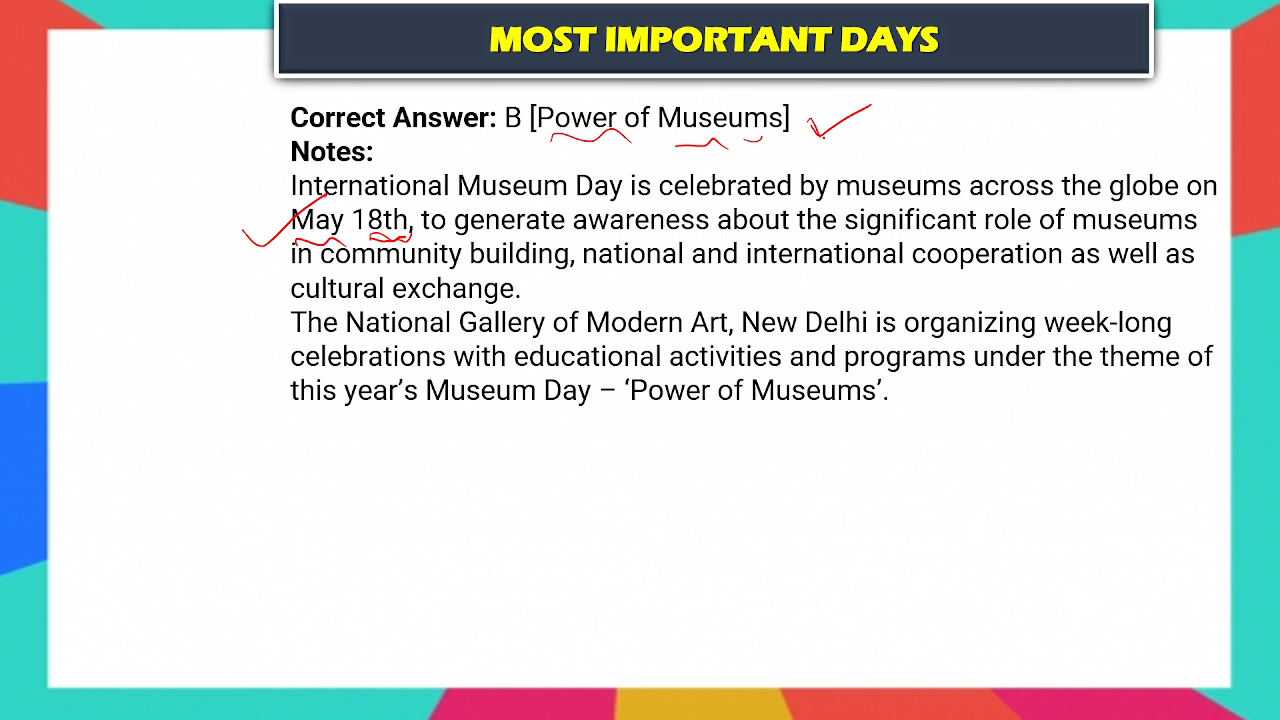 MOST IMPORTANT DAYS
Correct Answer: B [Power of Museums]
Notes:
International Museum Day is celebrated by museums across the globe on
May 18th, to generate awareness about the significant role of museums
in community building, national and international cooperation as well as
cultural exchange.
The National Gallery of Modern Art, New Delhi is organizing week-long
celebrations with educational activities and programs under the theme of
this year’s Museum Day – ‘Power of Museums’.